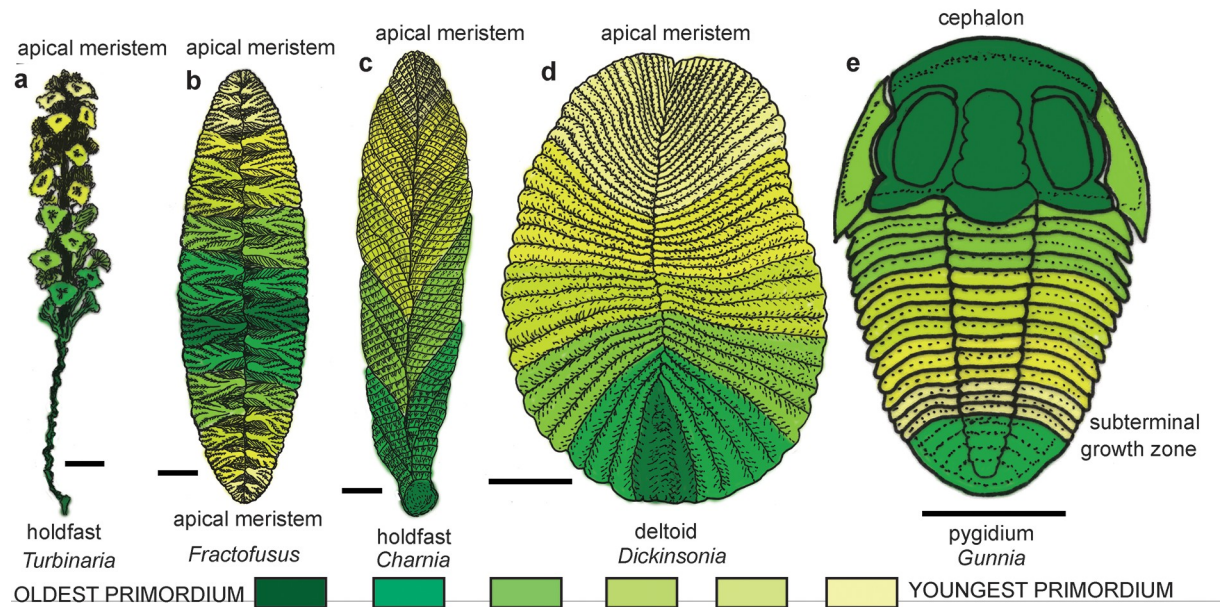 apical meristem
a
holdfast
Turbinaria
apical meristem
b
apical meristem
Fractofusus
apical meristem
c
holdfast
Charnia
apical meristem
d
deltoid
Dickinsonia
cephalon
e
subterminal
growth zone
pygidium
Gunnia
OLDEST PRIMORDIUM
YOUNGEST PRIMORDIUM